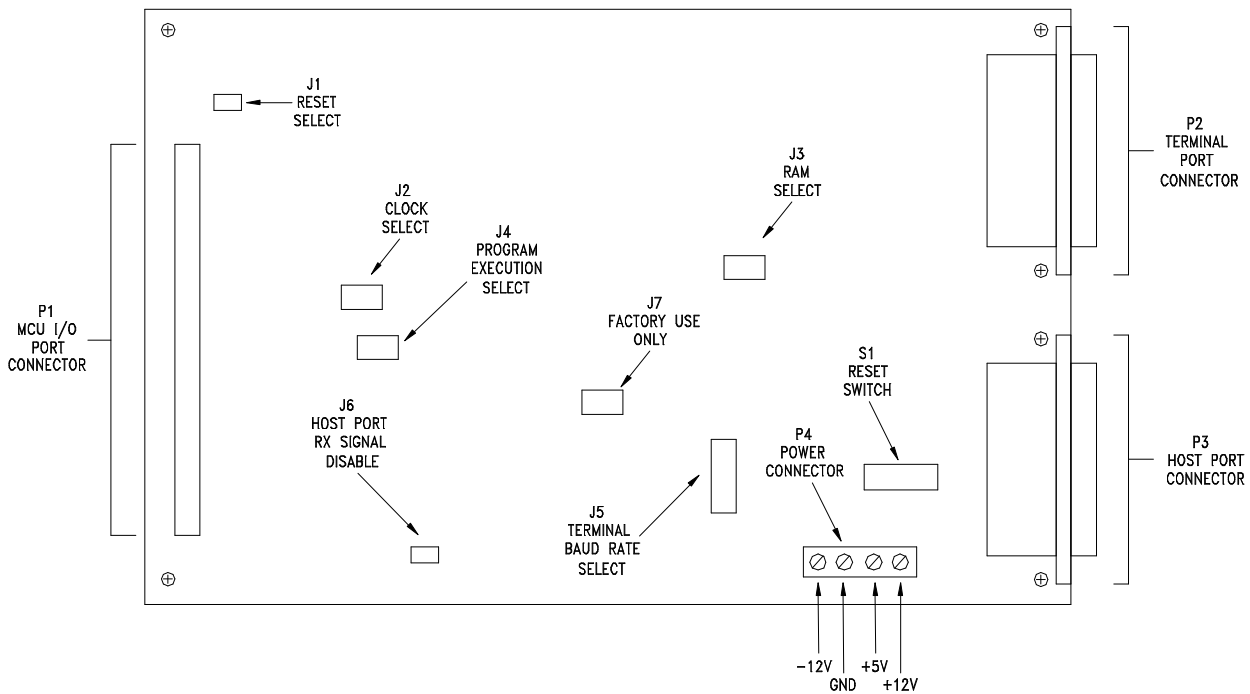 J1
RESET
SELECT
P2
TERMINAL
PORT
CONNECTOR
J3
RAM
SELECT
J2
CLOCK
SELECT
J4
PROGRAM
EXECUTION
SELECT
P1
MCU I/O
PORT
CONNECTOR
J7
FACTORY USE
ONLY
S1
RESET
SWITCH
J6
HOST PORT
RX SIGNAL
DISABLE
P4
POWER
CONNECTOR
P3
HOST PORT
CONNECTOR
J5
TERMINAL
BAUD RATE
SELECT
-12V
GND
+5V
+12V